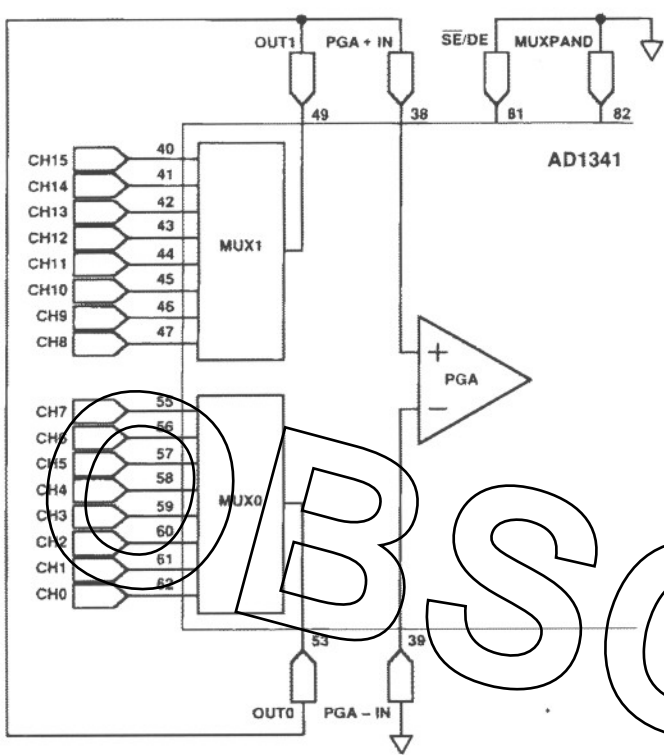 OUT1 PGA + IN SE/DE MUXPAND
49 38 81 82
AD1341
CH15 40
CH14 41
CH13 42
CH12 43
CH11 44
CH10 45
CH9 46
CH8 47
MUX1
PGA
+
−
CH7 55
CH6 56
CH5 57
CH4 58
CH3 59
CH2 60
CH1 61
CH0 62
MUX0
53 39
OUT0 PGA − IN
OBSO